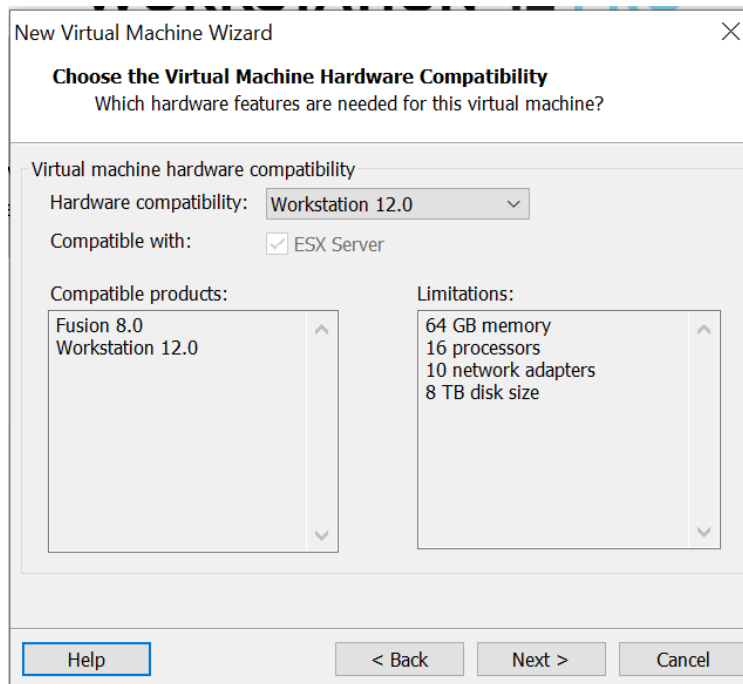 New Virtual Machine Wizard
Choose the Virtual Machine Hardware Compatibility
Which hardware features are needed for this virtual machine?
Virtual machine hardware compatibility
Hardware compatibility: Workstation 12.0
Compatible with: ESX Server
Compatible products:
Fusion 8.0
Workstation 12.0
Limitations:
64 GB memory
16 processors
10 network adapters
8 TB disk size
Help < Back Next > Cancel